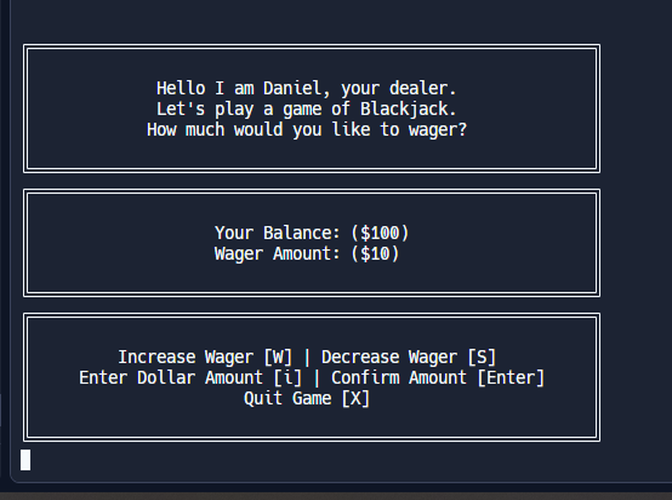 Hello I am Daniel, your dealer.
Let's play a game of Blackjack.
How much would you like to wager?
Your Balance: ($100)
Wager Amount: ($10)
Increase Wager [W] | Decrease Wager [S]
Enter Dollar Amount [i] | Confirm Amount [Enter]
Quit Game [X]